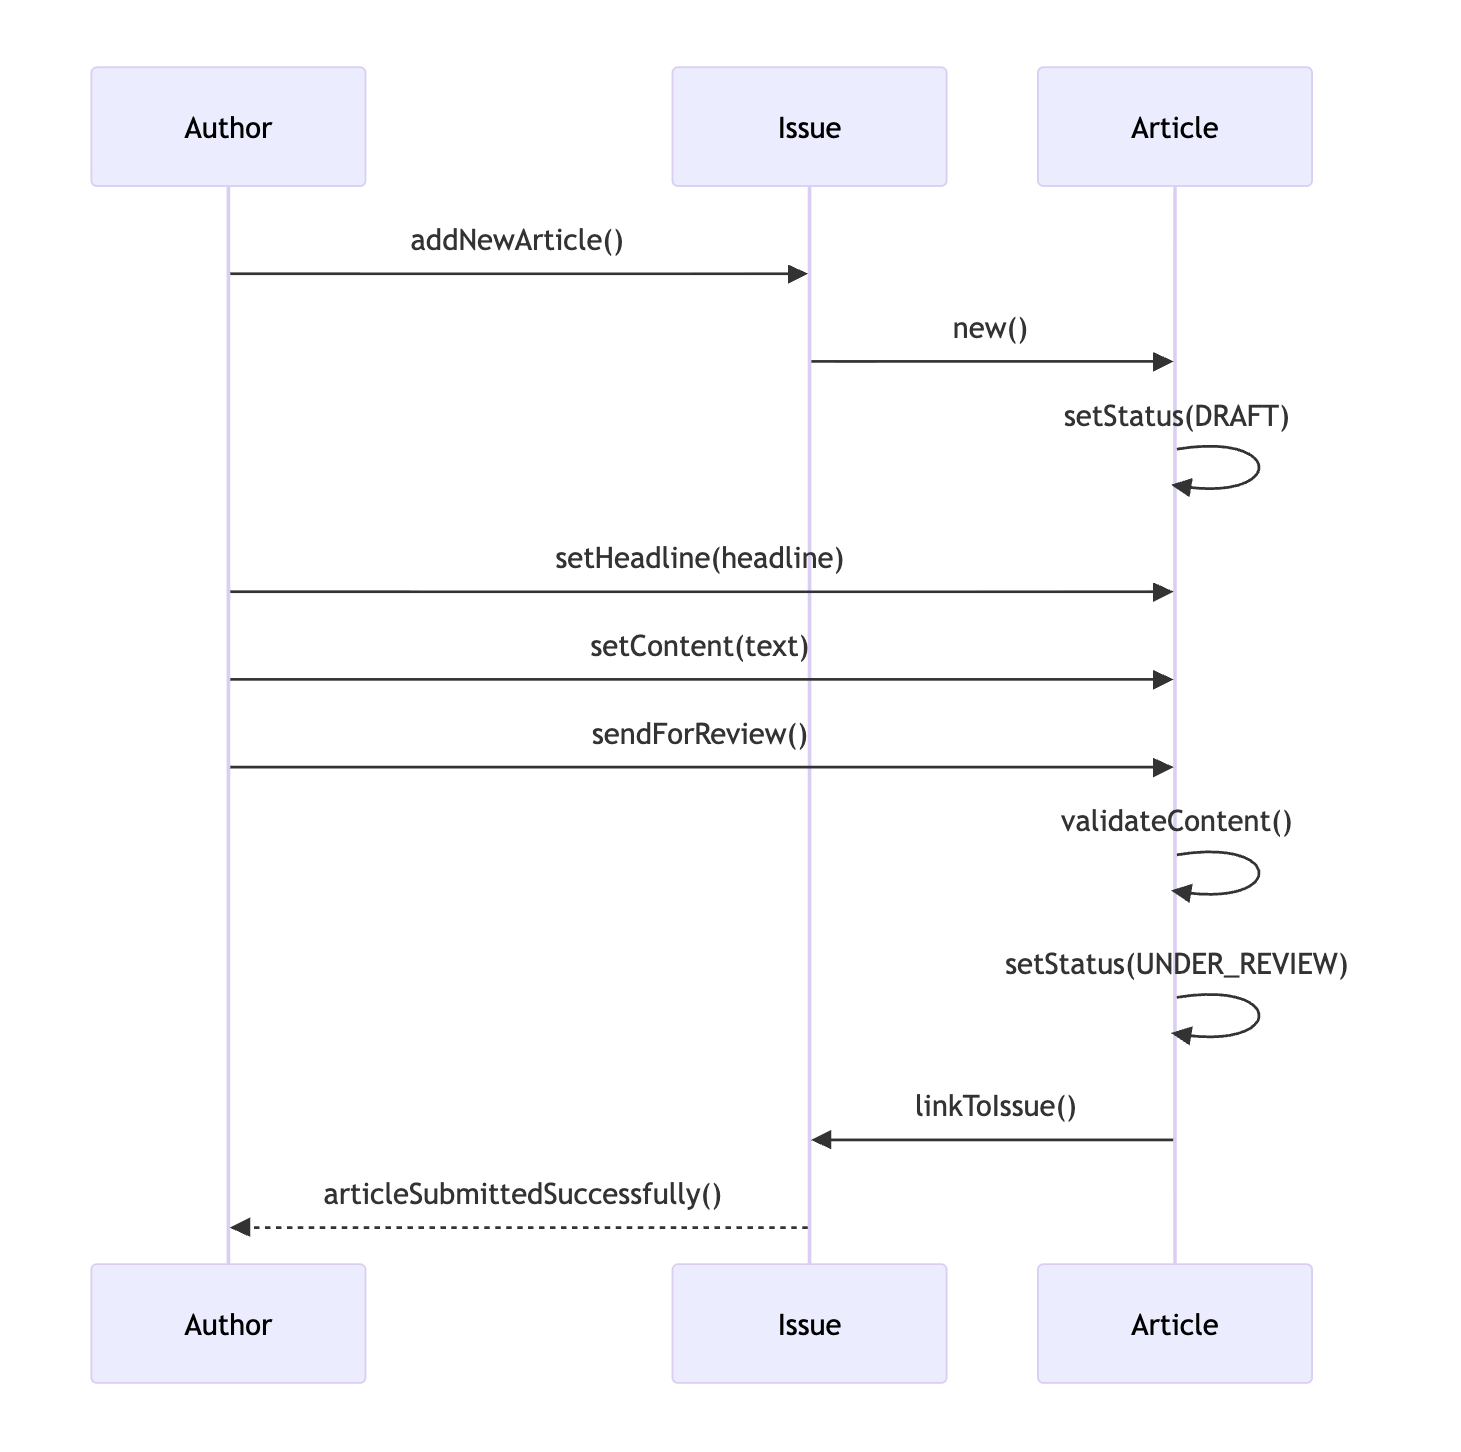 Author
Issue
Article
addNewArticle()
new()
setStatus(DRAFT)
setHeadline(headline)
setContent(text)
sendForReview()
validateContent()
setStatus(UNDER_REVIEW)
linkToIssue()
articleSubmittedSuccessfully()
Author
Issue
Article